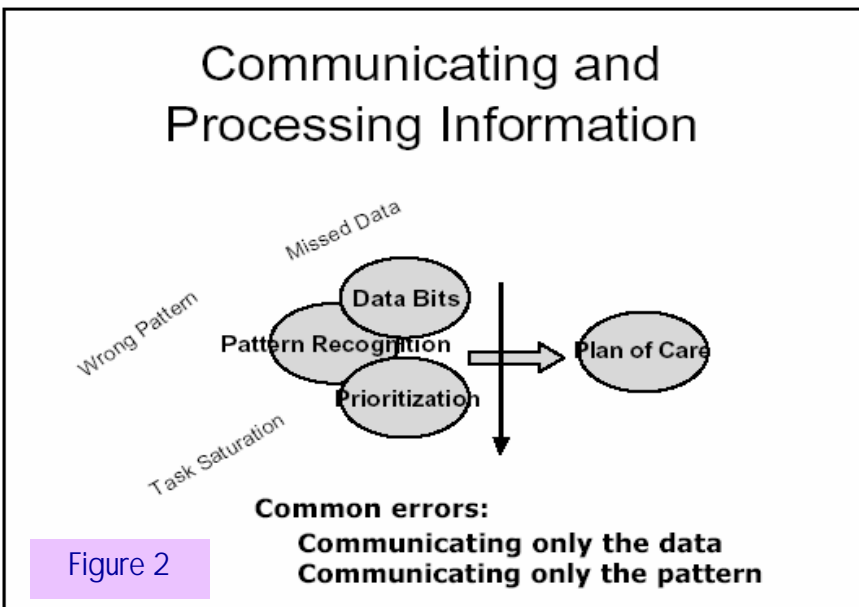 Communicating and
Processing Information
Missed Data
Wrong Pattern
Data Bits
Pattern Recognition
Plan of Care
Prioritization
Task Saturation
Common errors:
Communicating only the data
Communicating only the pattern
Figure 2